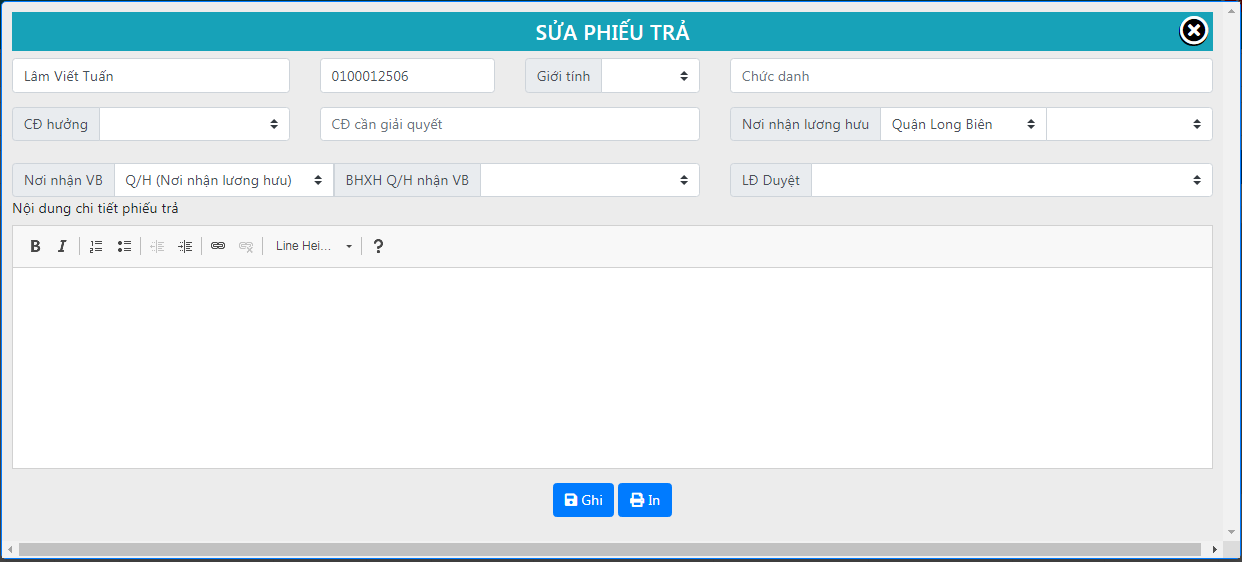 SỬA PHIẾU TRẢ
Lâm Viết Tuấn 0100012506 Giới tính Chức danh
CĐ hưởng CĐ cần giải quyết Nơi nhận lương hưu Quận Long Biên
Nơi nhận VB Q/H (Nơi nhận lương hưu) BHXH Q/H nhận VB LĐ Duyệt
Nội dung chi tiết phiếu trả
B I Line Hei... ?
Ghi In